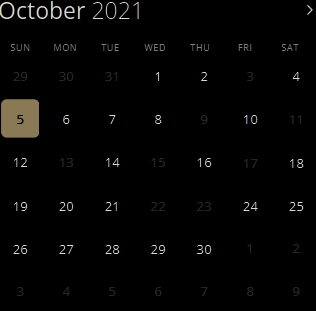 October 2021
SUN MON TUE WED THU FRI SAT
29 30 31 1 2 3 4
5 6 7 8 9 10 11
12 13 14 15 16 17 18
19 20 21 22 23 24 25
26 27 28 29 30 1 2
3 4 5 6 7 8 9